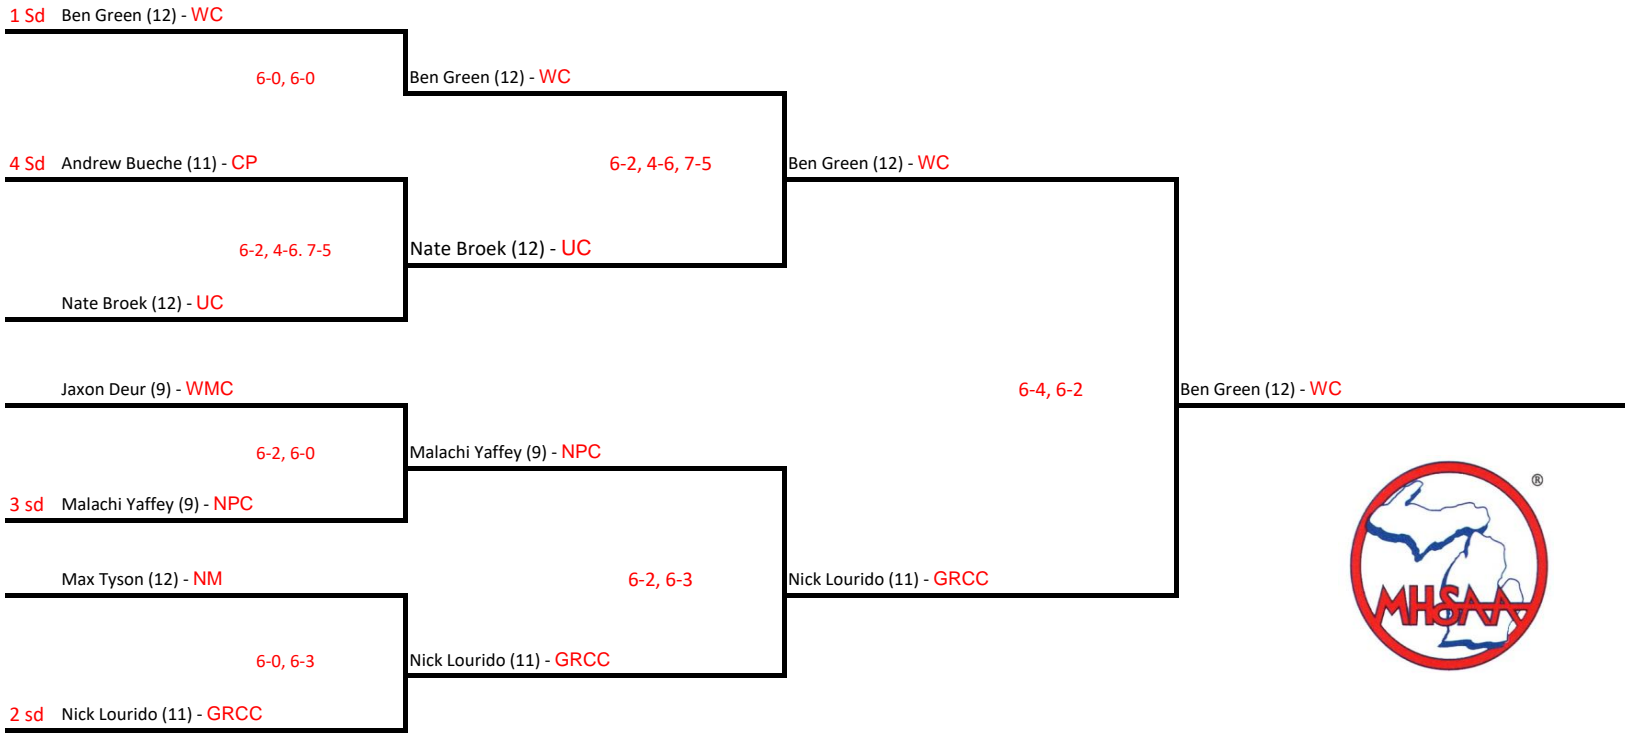 1 Sd Ben Green (12) - WC
6-0, 6-0
Ben Green (12) - WC
4 Sd Andrew Bueche (11) - CP
6-2, 4-6, 7-5
Ben Green (12) - WC
6-2, 4-6. 7-5
Nate Broek (12) - UC
Nate Broek (12) - UC
Jaxon Deur (9) - WMC
6-4, 6-2
Ben Green (12) - WC
6-2, 6-0
Malachi Yaffey (9) - NPC
3 sd Malachi Yaffey (9) - NPC
Max Tyson (12) - NM
6-2, 6-3
Nick Lourido (11) - GRCC
6-0, 6-3
Nick Lourido (11) - GRCC
2 sd Nick Lourido (11) - GRCC
®
MHSAA